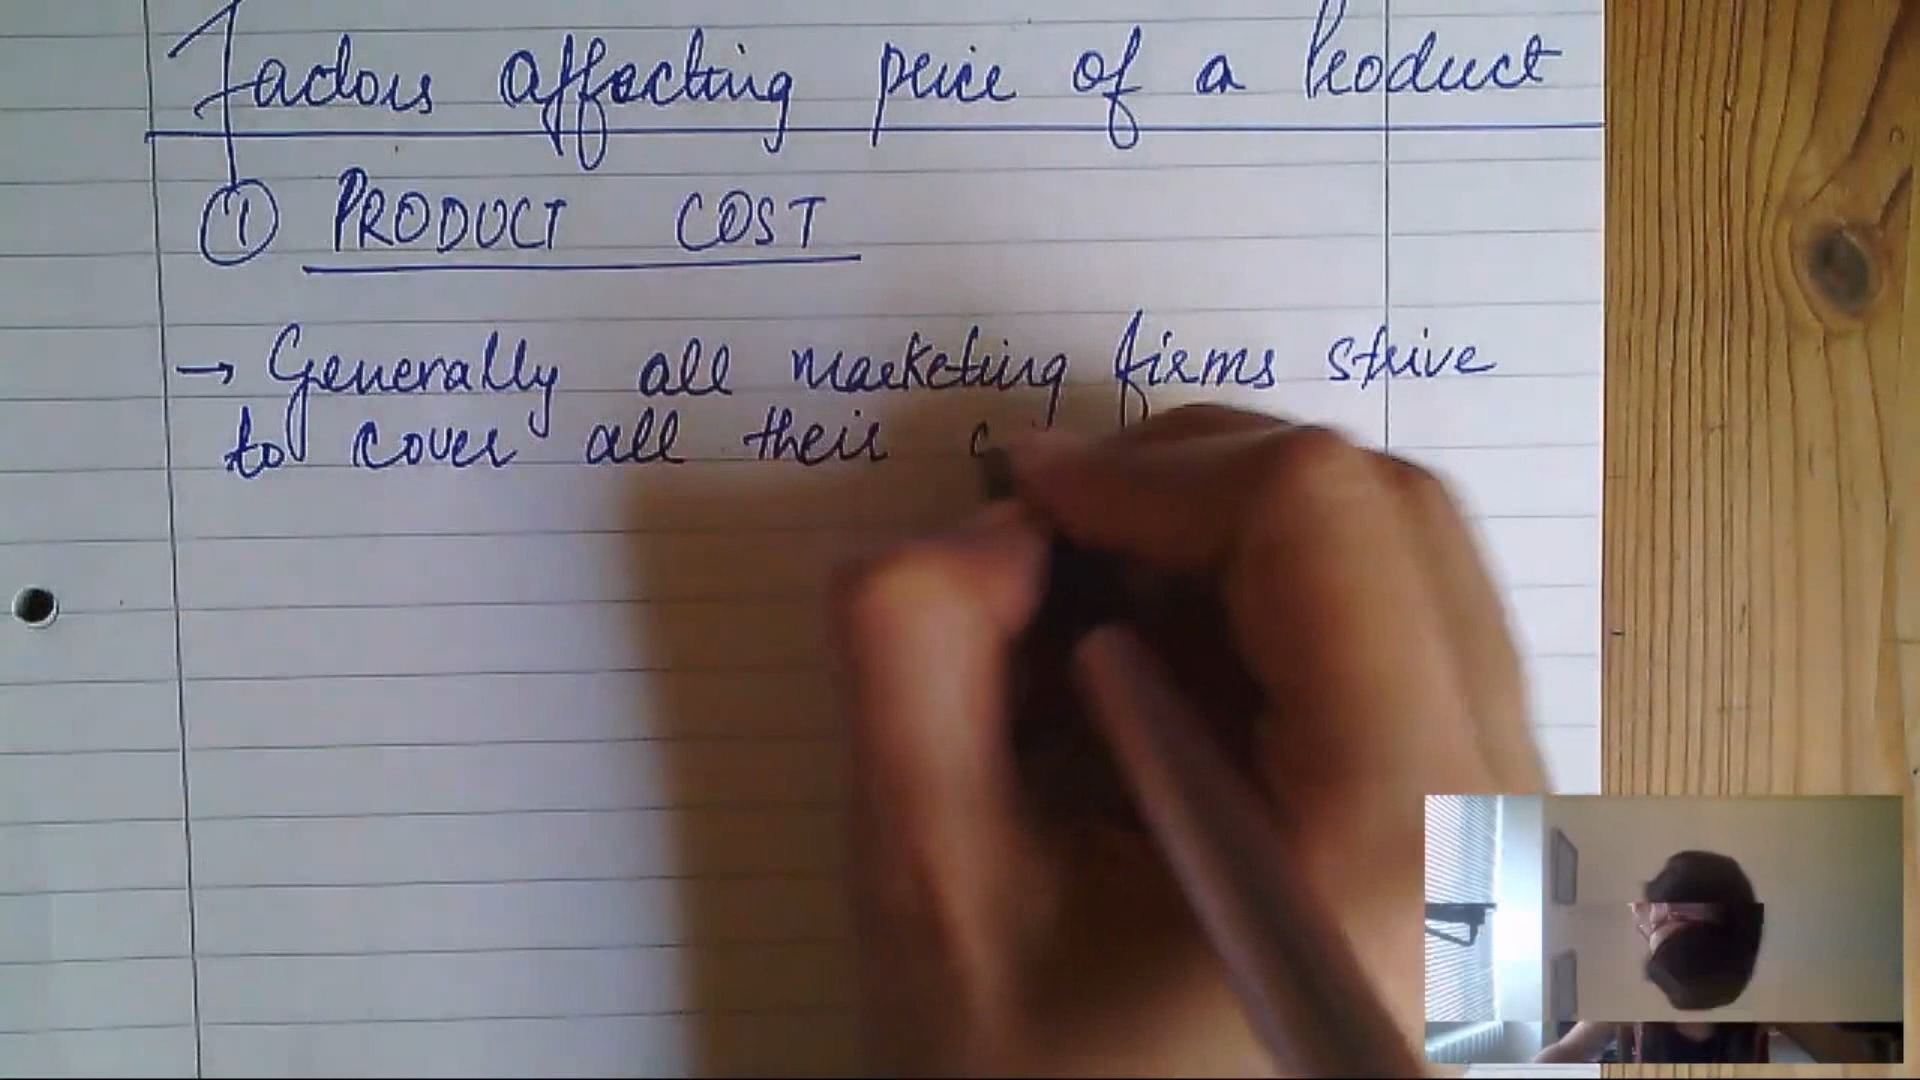 Factors affecting price of a Product
① PRODUCT COST
→ Generally all marketing firms strive
to cover all their